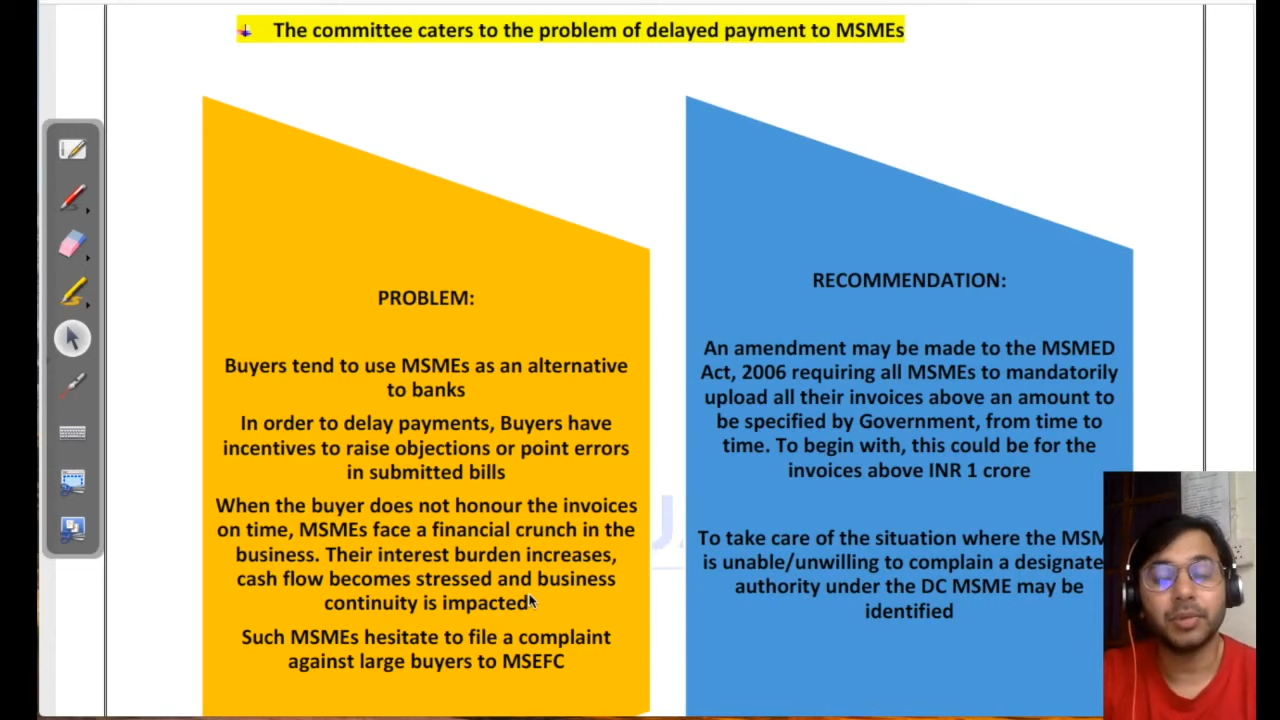 The committee caters to the problem of delayed payment to MSMEs
PROBLEM:
Buyers tend to use MSMEs as an alternative
to banks
In order to delay payments, Buyers have
incentives to raise objections or point errors
in submitted bills
When the buyer does not honour the invoices
on time, MSMEs face a financial crunch in the
business. Their interest burden increases,
cash flow becomes stressed and business
continuity is impacted
Such MSMEs hesitate to file a complaint
against large buyers to MSEFC
RECOMMENDATION:
An amendment may be made to the MSMED
Act, 2006 requiring all MSMEs to mandatorily
upload all their invoices above an amount to
be specified by Government, from time to
time. To begin with, this could be for the
invoices above INR 1 crore
To take care of the situation where the MSM
is unable/unwilling to complain a designate
authority under the DC MSME may be
identified